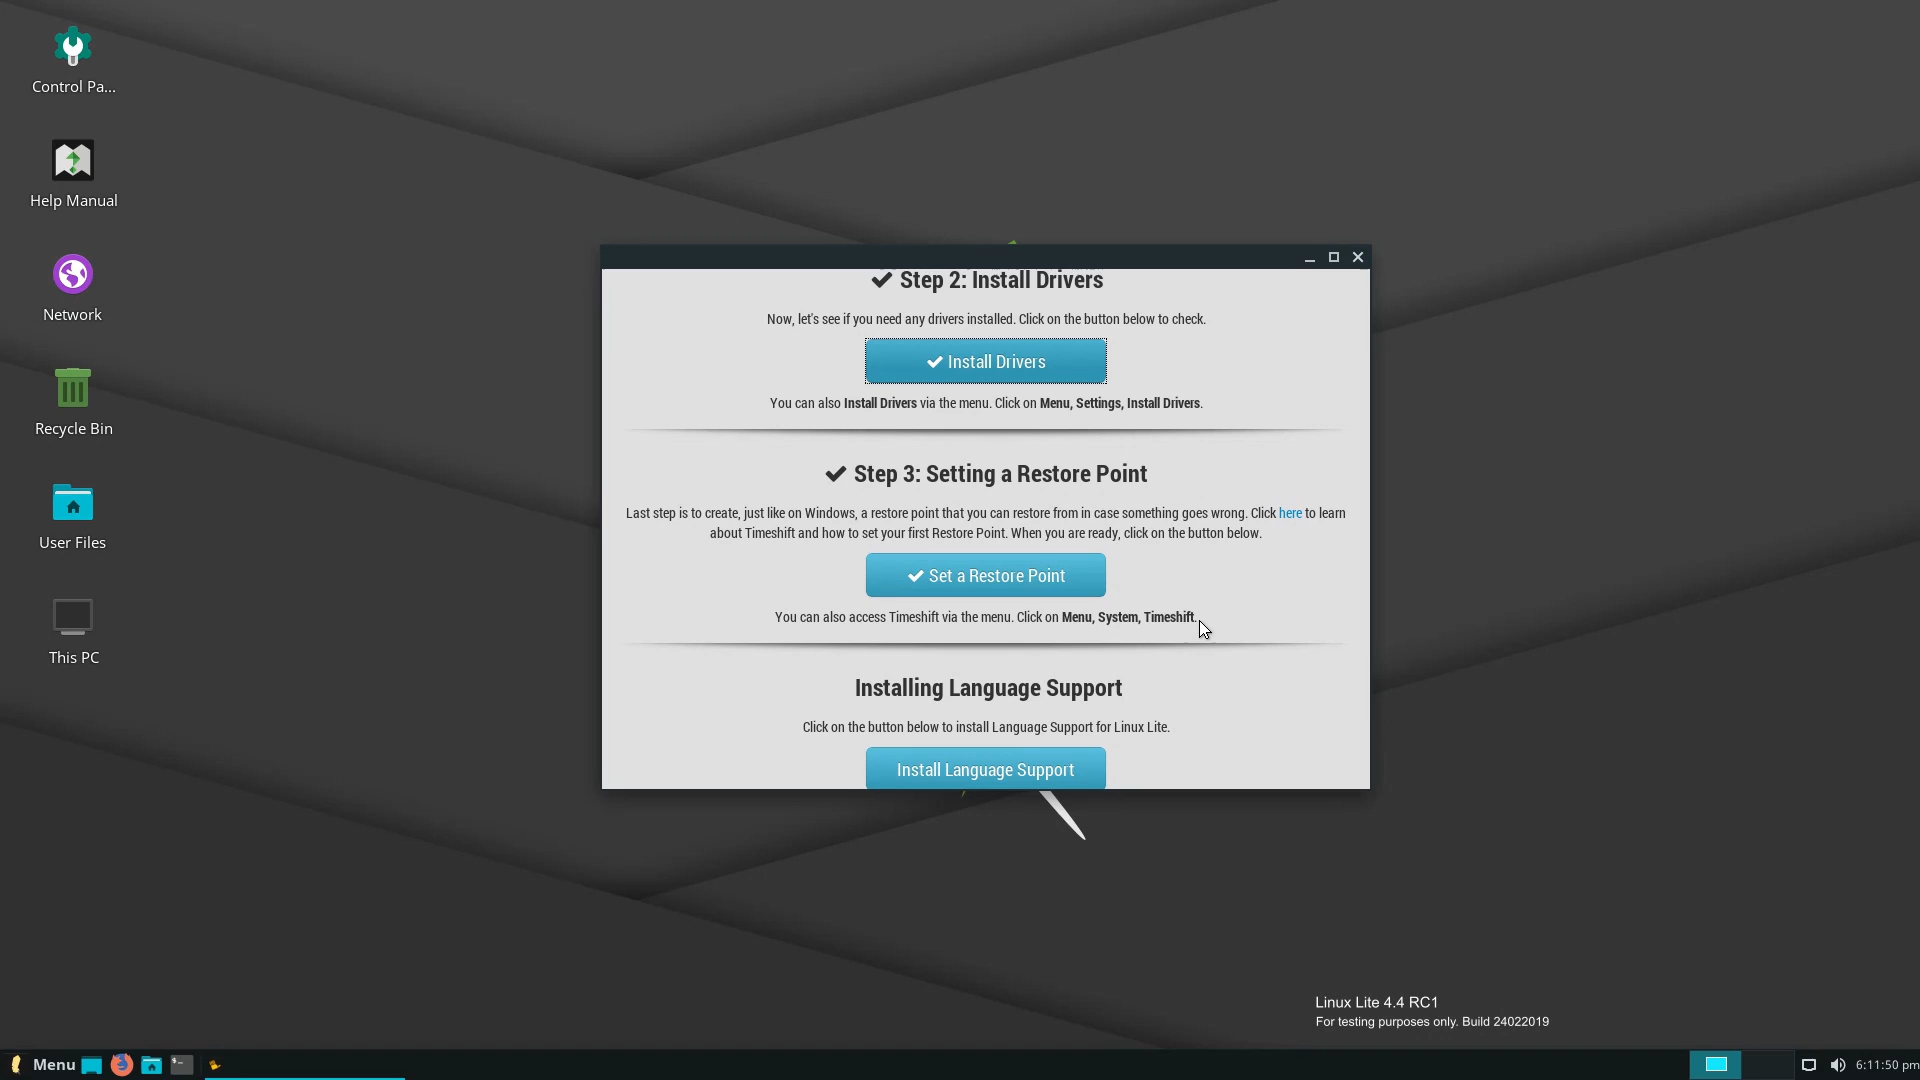 Control Pa...
Help Manual
Network
Recycle Bin
User Files
This PC
Step 2: Install Drivers
Now, let's see if you need any drivers installed. Click on the button below to check.
Install Drivers
You can also Install Drivers via the menu. Click on Menu, Settings, Install Drivers.
Step 3: Setting a Restore Point
Last step is to create, just like on Windows, a restore point that you can restore from in case something goes wrong. Click here to learn
about Timeshift and how to set your first Restore Point. When you are ready, click on the button below.
Set a Restore Point
You can also access Timeshift via the menu. Click on Menu, System, Timeshift.
Installing Language Support
Click on the button below to install Language Support for Linux Lite.
Install Language Support
Linux Lite 4.4 RC1
For testing purposes only. Build 24022019
Menu
6:11:50 pm